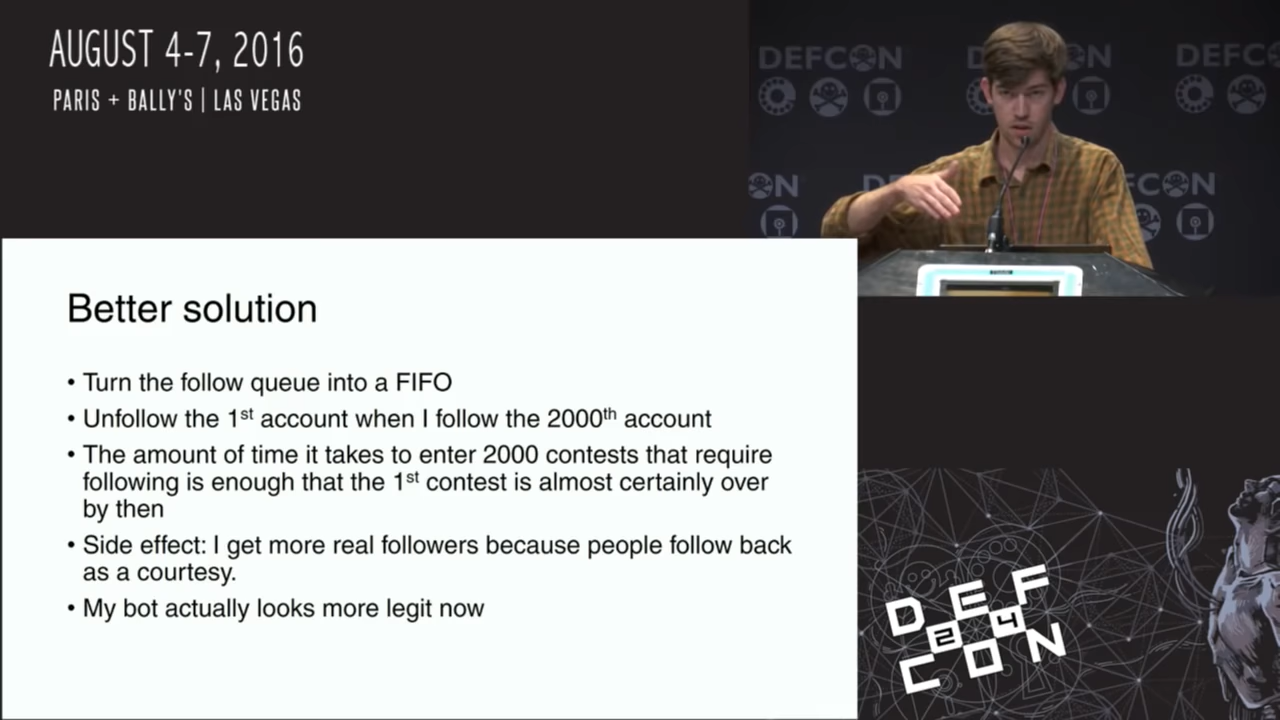 AUGUST 4-7, 2016
PARIS + BALLY'S | LAS VEGAS
DEFCON
Better solution
• Turn the follow queue into a FIFO
• Unfollow the 1st account when I follow the 2000th account
• The amount of time it takes to enter 2000 contests that require
following is enough that the 1st contest is almost certainly over
by then
• Side effect: I get more real followers because people follow back
as a courtesy.
• My bot actually looks more legit now
DEF
24
CON